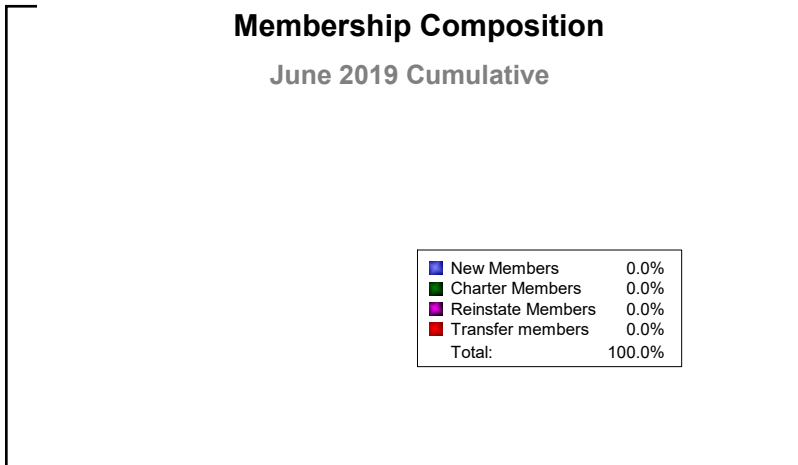 Membership Composition
June 2019 Cumulative
New Members 0.0%
Charter Members 0.0%
Reinstate Members 0.0%
Transfer members 0.0%
Total: 100.0%